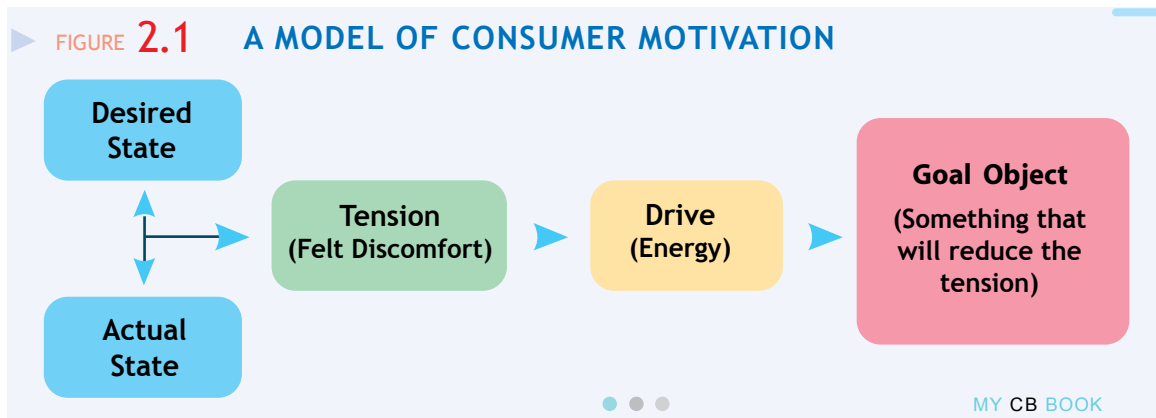 FIGURE 2.1 A MODEL OF CONSUMER MOTIVATION
Desired
State
Actual
State
Tension
(Felt Discomfort)
Drive
(Energy)
Goal Object
(Something that
will reduce the
tension)
MY CB BOOK